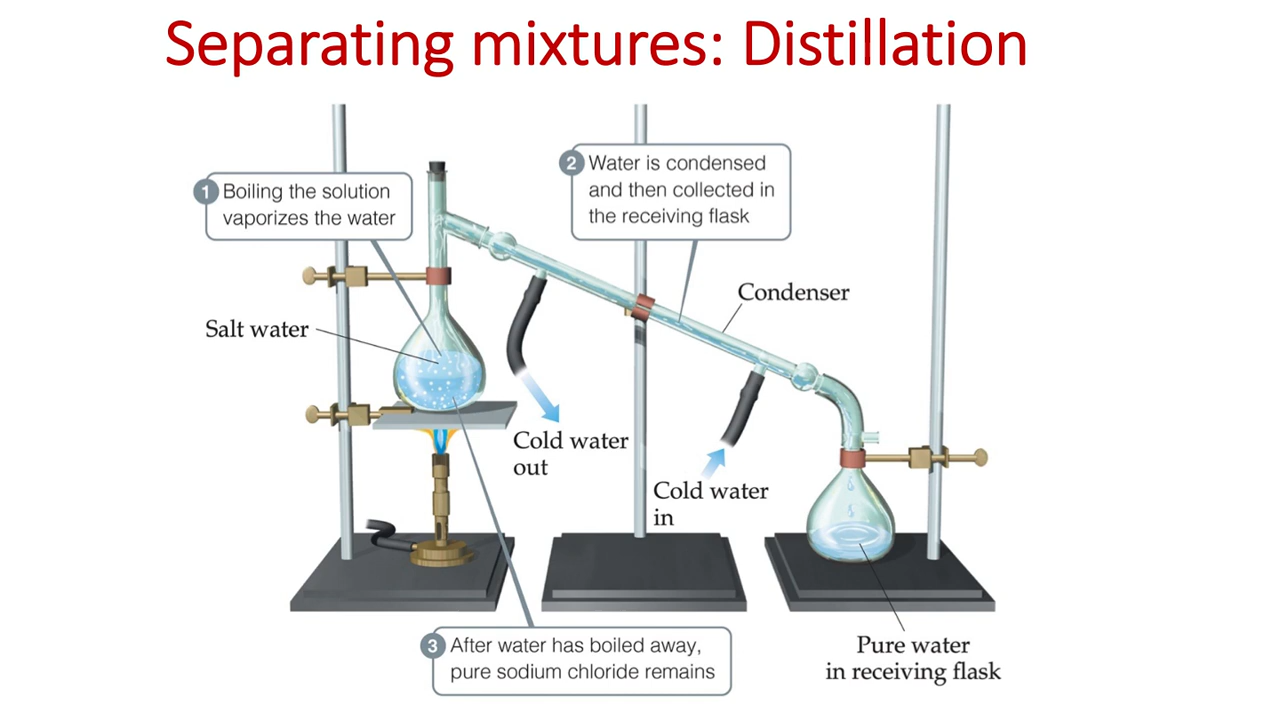 Separating mixtures: Distillation
1 Boiling the solution
vaporizes the water
2 Water is condensed
and then collected in
the receiving flask
Condenser
Salt water
Cold water
out
Cold water
in
3 After water has boiled away,
pure sodium chloride remains
Pure water
in receiving flask